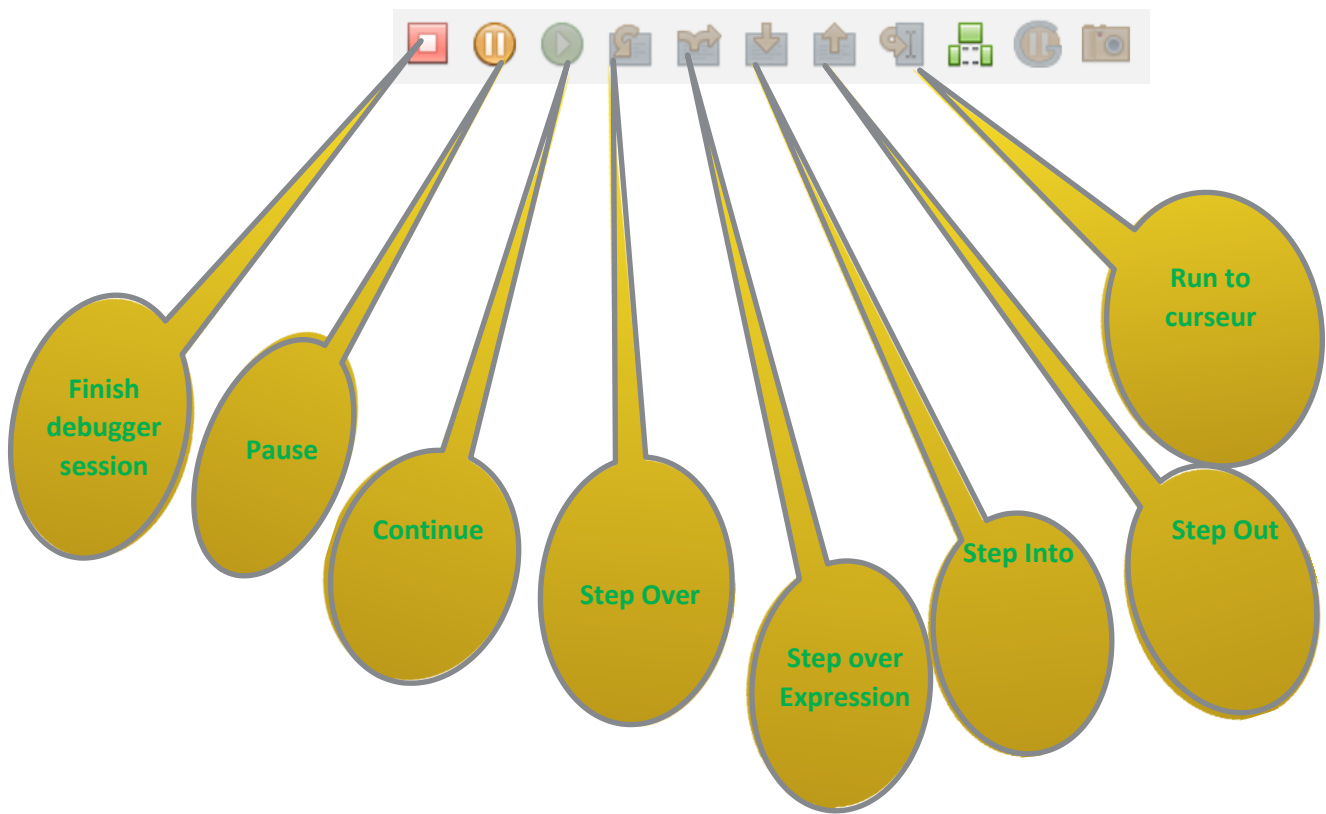 Finish
debugger
session
Pause
Continue
Step Over
Step over
Expression
Step Into
Step Out
Run to
curseur